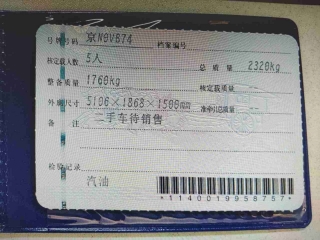 号牌号码 京N9VB74 档案编号
核定载人数 5人 总质量 2320kg
整备质量 1760kg 核定载质量
外廓尺寸 5106×1868×1500mm 准牵引总质量
备注 二手车待销售
检验记录
汽油
*1140019958757*